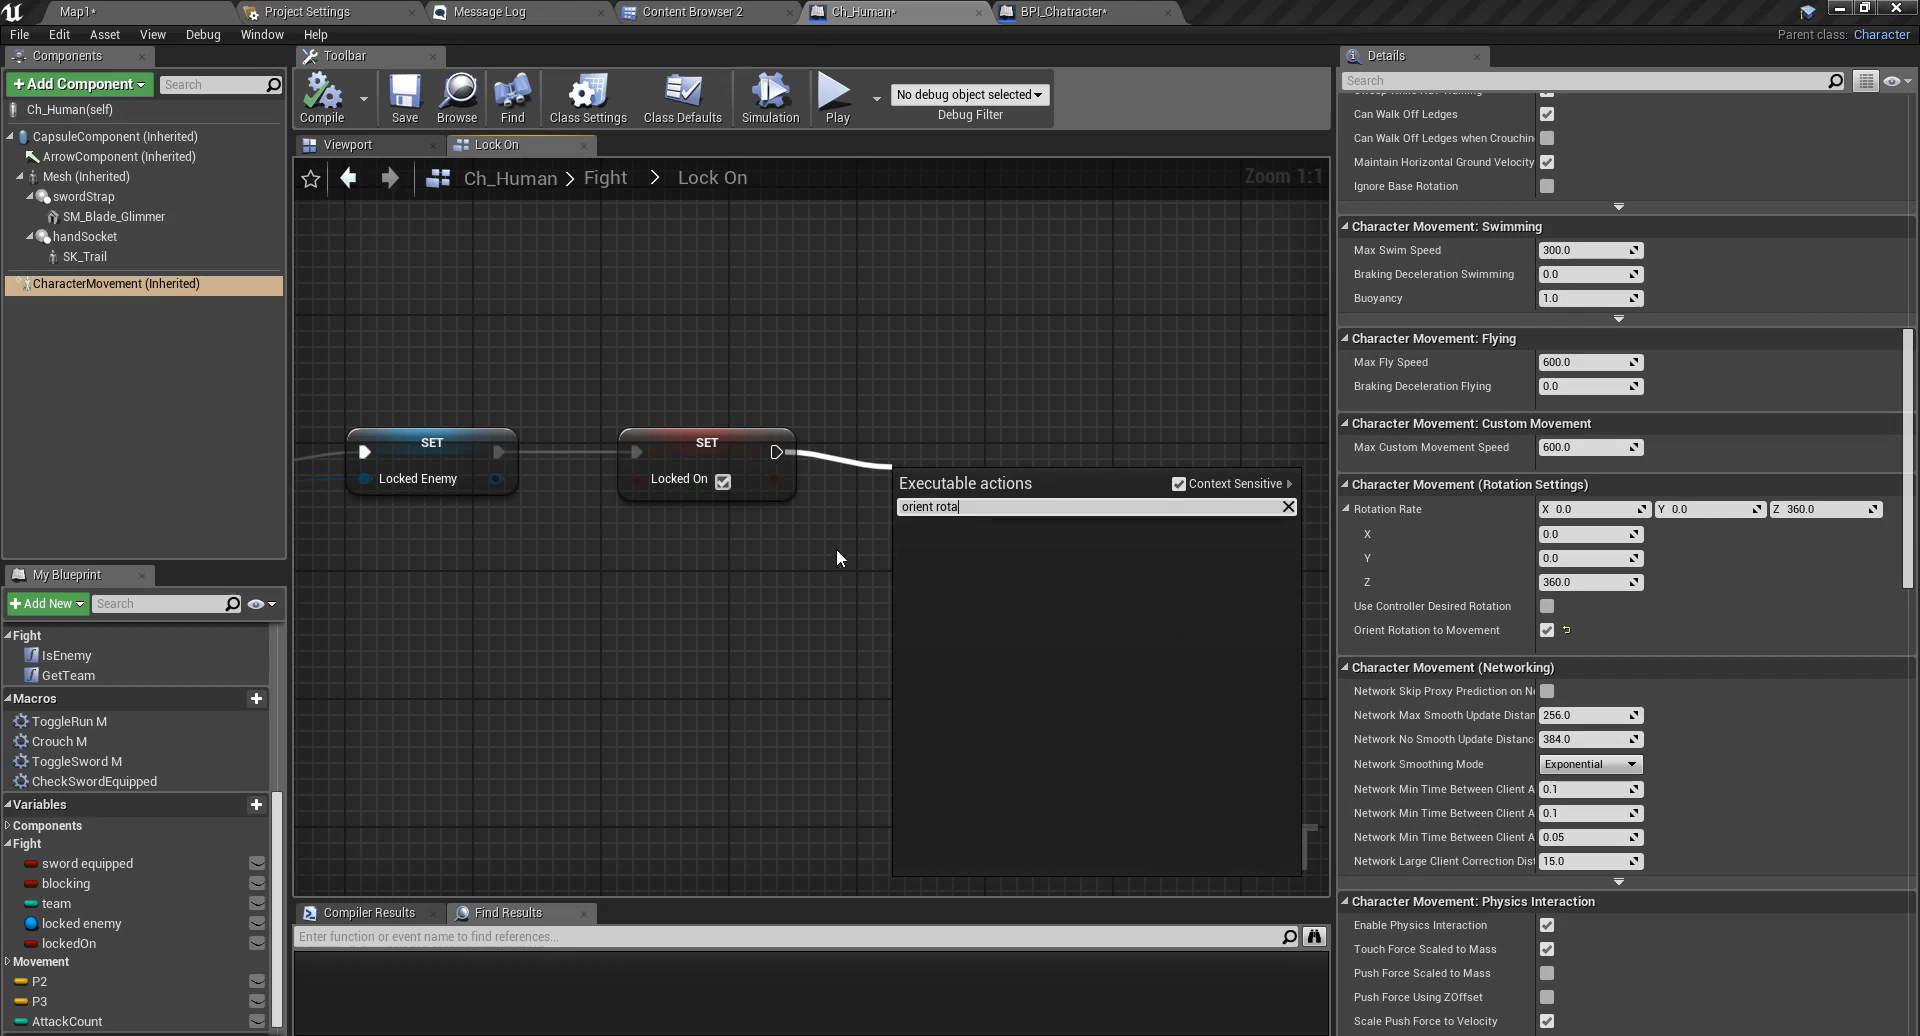 Map1*
Project Settings
Message Log
Content Browser 2
Ch_Human*
BPI_Chatracter*
File Edit Asset View Debug Window Help
Parent class: Character
Components
+ Add Component
Search
Ch_Human(self)
CapsuleComponent (Inherited)
ArrowComponent (Inherited)
Mesh (Inherited)
swordStrap
SM_Blade_Glimmer
handSocket
SK_Trail
CharacterMovement (Inherited)
My Blueprint
+ Add New
Search
Fight
IsEnemy
GetTeam
Macros
ToggleRun M
Crouch M
ToggleSword M
CheckSwordEquipped
Variables
Components
Fight
sword equipped
blocking
team
locked enemy
lockedOn
Movement
P2
P3
AttackCount
Toolbar
Compile
Save
Browse
Find
Class Settings
Class Defaults
Simulation
Play
No debug object selected
Debug Filter
Viewport
Lock On
Ch_Human > Fight > Lock On
Zoom 1:1
SET
Locked Enemy
SET
Locked On
Executable actions
Context Sensitive
orient rota
Compiler Results
Find Results
Enter function or event name to find references...
Details
Search
Can Walk Off Ledges
Can Walk Off Ledges when Crouchin
Maintain Horizontal Ground Velocity
Ignore Base Rotation
Character Movement: Swimming
Max Swim Speed 300.0
Braking Deceleration Swimming 0.0
Buoyancy 1.0
Character Movement: Flying
Max Fly Speed 600.0
Braking Deceleration Flying 0.0
Character Movement: Custom Movement
Max Custom Movement Speed 600.0
Character Movement (Rotation Settings)
Rotation Rate X 0.0 Y 0.0 Z 360.0
X 0.0
Y 0.0
Z 360.0
Use Controller Desired Rotation
Orient Rotation to Movement
Character Movement (Networking)
Network Skip Proxy Prediction on Ne
Network Max Smooth Update Distan 256.0
Network No Smooth Update Distanc 384.0
Network Smoothing Mode Exponential
Network Min Time Between Client A 0.1
Network Min Time Between Client A 0.1
Network Min Time Between Client A 0.05
Network Large Client Correction Dist 15.0
Character Movement: Physics Interaction
Enable Physics Interaction
Touch Force Scaled to Mass
Push Force Scaled to Mass
Push Force Using ZOffset
Scale Push Force to Velocity